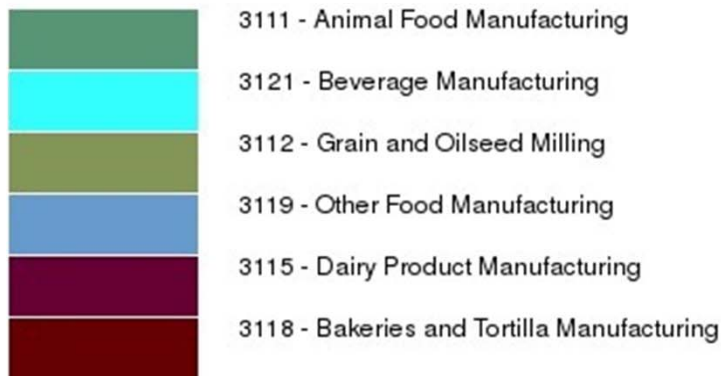 3111 - Animal Food Manufacturing
3121 - Beverage Manufacturing
3112 - Grain and Oilseed Milling
3119 - Other Food Manufacturing
3115 - Dairy Product Manufacturing
3118 - Bakeries and Tortilla Manufacturing